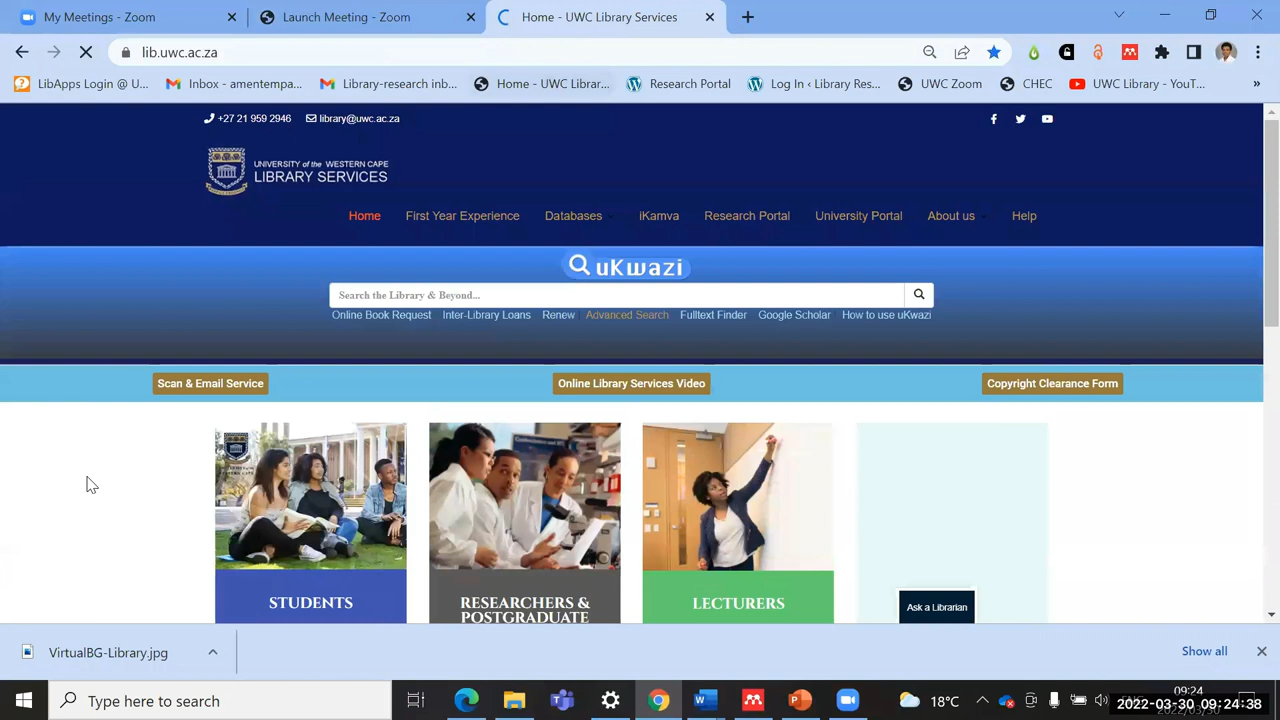 My Meetings - Zoom
Launch Meeting - Zoom
Home - UWC Library Services
lib.uwc.ac.za
LibApps Login @ U...
Inbox - amentempa...
Library-research inb...
Home - UWC Librar...
Research Portal
Log In ‹ Library Res...
UWC Zoom
CHEC
UWC Library - YouT...
+27 21 959 2946
library@uwc.ac.za
UNIVERSITY of the WESTERN CAPE
LIBRARY SERVICES
Home
First Year Experience
Databases
iKamva
Research Portal
University Portal
About us
Help
uKwazi
Search the Library & Beyond...
Online Book Request
Inter-Library Loans
Renew
Advanced Search
Fulltext Finder
Google Scholar
How to use uKwazi
Scan & Email Service
Online Library Services Video
Copyright Clearance Form
STUDENTS
RESEARCHERS &
POSTGRADUATE
LECTURERS
Ask a Librarian
VirtualBG-Library.jpg
Show all
Type here to search
18°C
09:24
2022-03-30 09:24:38